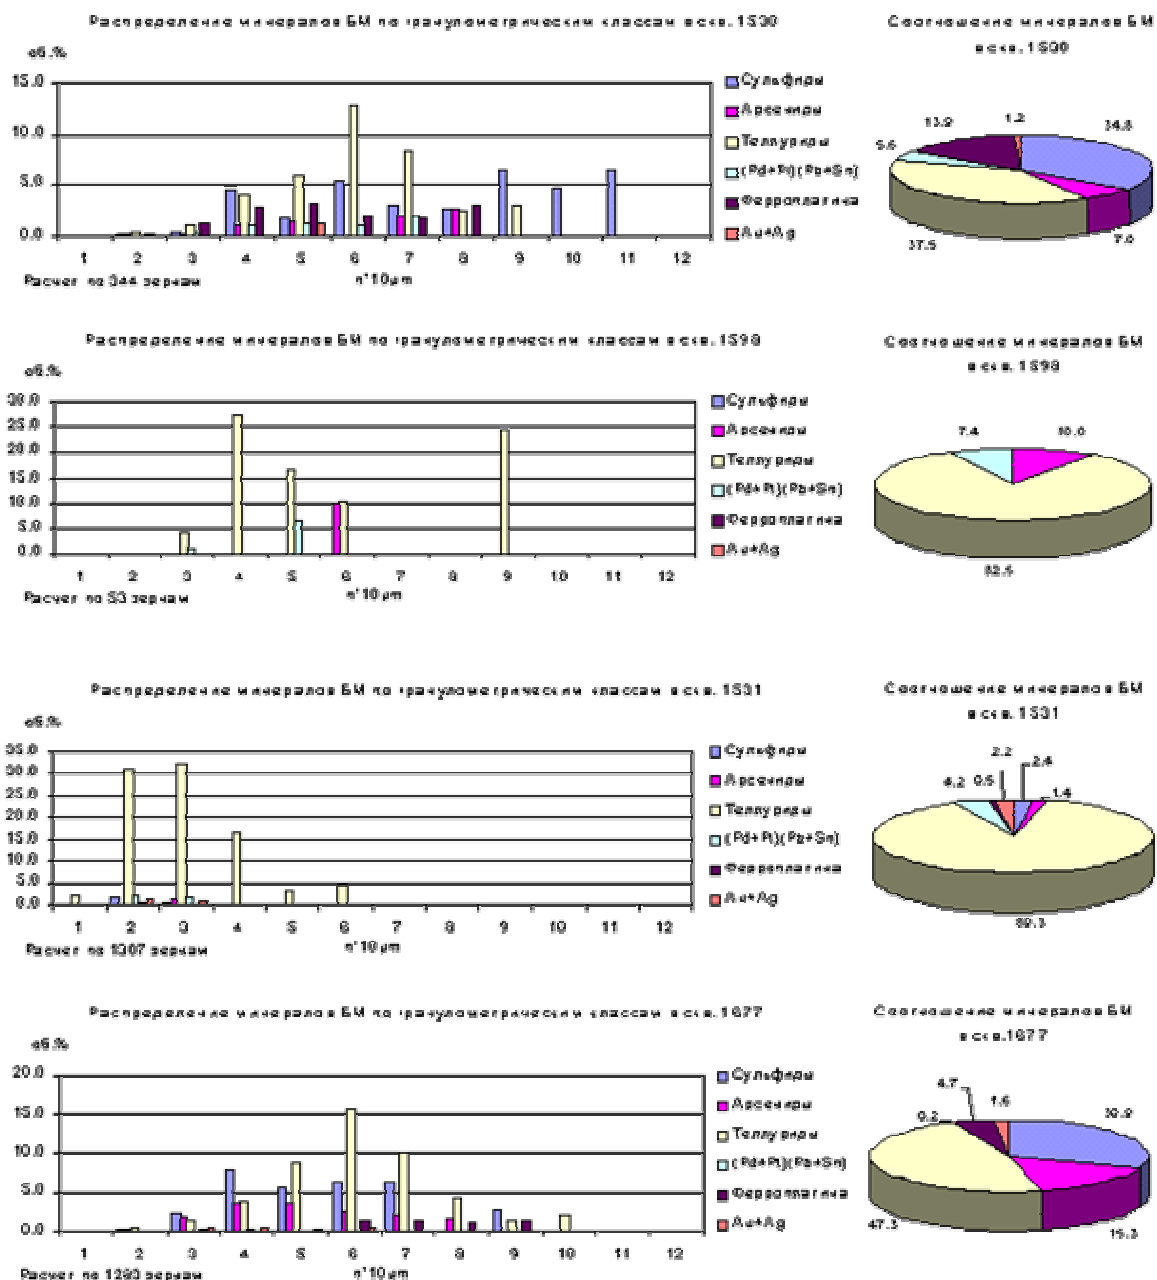 Распределение минералов БМ по гранулометрическим классам в скв. 1530
об.%
15.0
10.0
5.0
0.0
1 2 3 4 5 6 7 8 9 10 11 12
Расчет по 344 зернам
n*10μm
Сульфиды
Арсениды
Теллуриды
(Pd+Pt)(Pb+Sn)
Ферроплатина
Au+Ag
Соотношение минералов БМ
в скв. 1530
13.9
1.2
34.8
5.6
37.5
7.0
Распределение минералов БМ по гранулометрическим классам в скв. 1598
об.%
30.0
25.0
20.0
15.0
10.0
5.0
0.0
1 2 3 4 5 6 7 8 9 10 11 12
Расчет по 53 зернам
n*10μm
Сульфиды
Арсениды
Теллуриды
(Pd+Pt)(Pb+Sn)
Ферроплатина
Au+Ag
Соотношение минералов БМ
в скв. 1598
7.4
10.0
82.6
Распределение минералов БМ по гранулометрическим классам в скв. 1531
об.%
35.0
30.0
25.0
20.0
15.0
10.0
5.0
0.0
1 2 3 4 5 6 7 8 9 10 11 12
Расчет по 1307 зернам
n*10μm
Сульфиды
Арсениды
Теллуриды
(Pd+Pt)(Pb+Sn)
Ферроплатина
Au+Ag
Соотношение минералов БМ
в скв. 1531
2.2
2.4
4.2
0.5
1.4
89.3
Распределение минералов БМ по гранулометрическим классам в скв. 1677
об.%
20.0
15.0
10.0
5.0
0.0
1 2 3 4 5 6 7 8 9 10 11 12
Расчет по 1293 зернам
n*10μm
Сульфиды
Арсениды
Теллуриды
(Pd+Pt)(Pb+Sn)
Ферроплатина
Au+Ag
Соотношение минералов БМ
в скв.1677
4.7
1.6
30.9
0.2
47.3
15.3